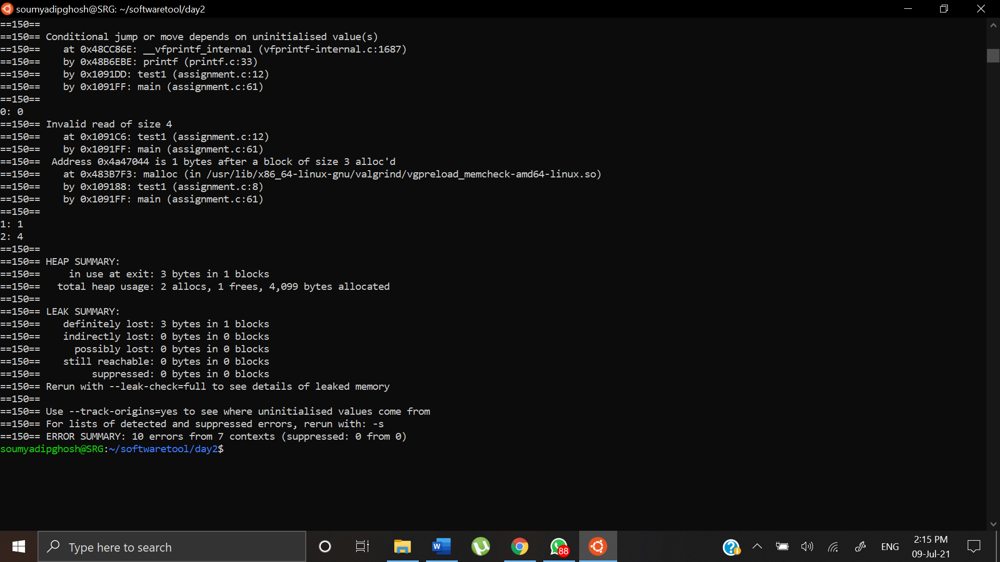 soumyadipghosh@SRG: ~/softwaretool/day2
==150==
==150== Conditional jump or move depends on uninitialised value(s)
==150==    at 0x48CC86E: __vfprintf_internal (vfprintf-internal.c:1687)
==150==    by 0x48B6EBE: printf (printf.c:33)
==150==    by 0x1091DD: test1 (assignment.c:12)
==150==    by 0x1091FF: main (assignment.c:61)
==150==
0: 0
==150== Invalid read of size 4
==150==    at 0x1091C6: test1 (assignment.c:12)
==150==    by 0x1091FF: main (assignment.c:61)
==150==  Address 0x4a47044 is 1 bytes after a block of size 3 alloc'd
==150==    at 0x483B7F3: malloc (in /usr/lib/x86_64-linux-gnu/valgrind/vgpreload_memcheck-amd64-linux.so)
==150==    by 0x109188: test1 (assignment.c:8)
==150==    by 0x1091FF: main (assignment.c:61)
==150==
1: 1
2: 4
==150==
==150== HEAP SUMMARY:
==150==     in use at exit: 3 bytes in 1 blocks
==150==   total heap usage: 2 allocs, 1 frees, 4,099 bytes allocated
==150==
==150== LEAK SUMMARY:
==150==    definitely lost: 3 bytes in 1 blocks
==150==    indirectly lost: 0 bytes in 0 blocks
==150==      possibly lost: 0 bytes in 0 blocks
==150==    still reachable: 0 bytes in 0 blocks
==150==         suppressed: 0 bytes in 0 blocks
==150== Rerun with --leak-check=full to see details of leaked memory
==150==
==150== Use --track-origins=yes to see where uninitialised values come from
==150== For lists of detected and suppressed errors, rerun with: -s
==150== ERROR SUMMARY: 10 errors from 7 contexts (suppressed: 0 from 0)
soumyadipghosh@SRG:~/softwaretool/day2$
Type here to search
W
88
ENG
2:15 PM
09-Jul-21